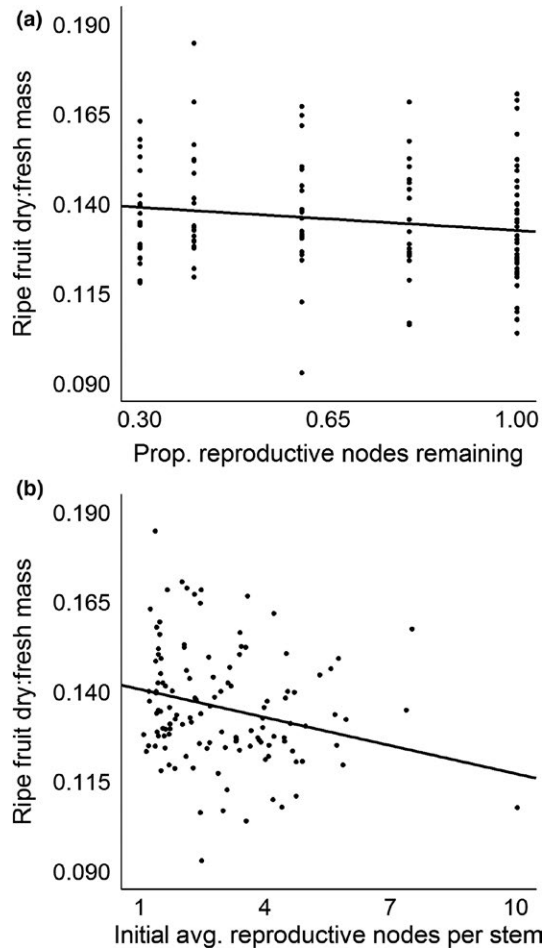 (a)
Ripe fruit dry:fresh mass
0.190
0.165
0.140
0.115
0.090
0.30 0.65 1.00
Prop. reproductive nodes remaining
(b)
Ripe fruit dry:fresh mass
0.190
0.165
0.140
0.115
0.090
1 4 7 10
Initial avg. reproductive nodes per stem